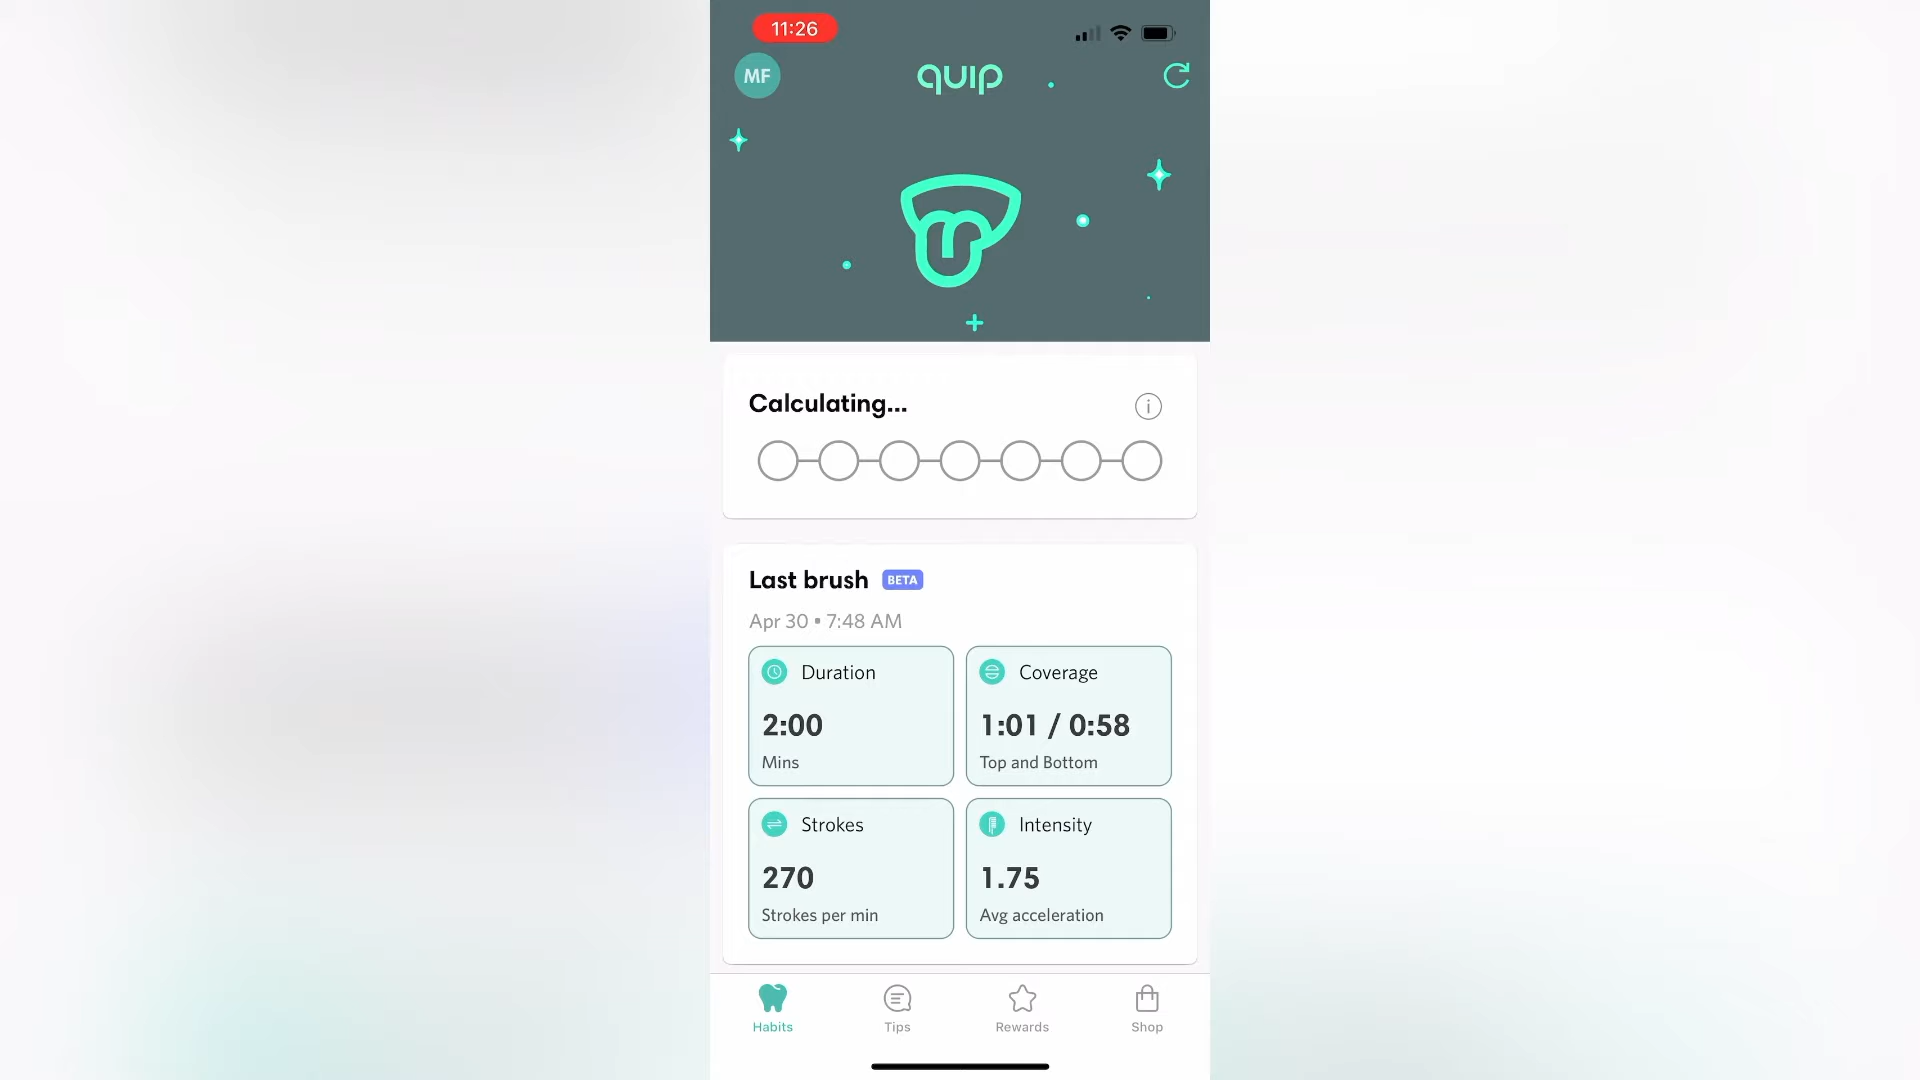 11:26
MF
quip
Calculating...
Last brush BETA
Apr 30 • 7:48 AM
Duration
2:00
Mins
Coverage
1:01 / 0:58
Top and Bottom
Strokes
270
Strokes per min
Intensity
1.75
Avg acceleration
Habits
Tips
Rewards
Shop